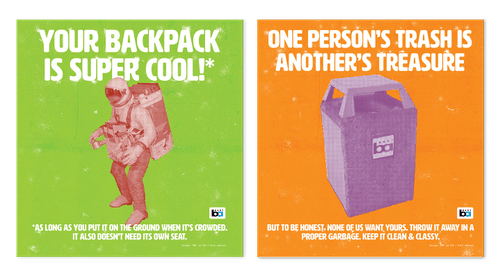 YOUR BACKPACK
IS SUPER COOL!*
*AS LONG AS YOU PUT IT ON THE GROUND WHEN IT'S CROWDED.
IT ALSO DOESN'T NEED ITS OWN SEAT.
ONE PERSON'S TRASH IS
ANOTHER'S TREASURE
BUT TO BE HONEST, NONE OF US WANT YOURS. THROW IT AWAY IN A
PROPER GARBAGE. KEEP IT CLEAN & CLASSY.